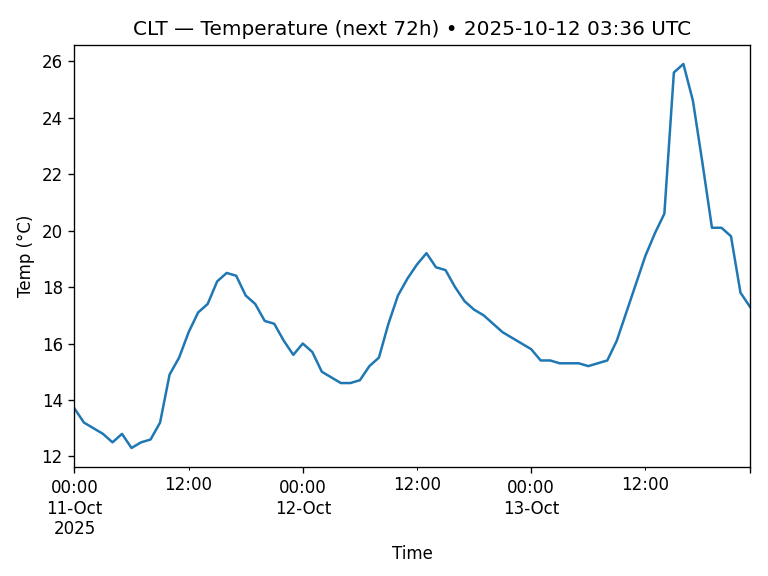 CLT — Temperature (next 72h) • 2025-10-12 03:36 UTC
26
24
22
20
18
16
14
12
Temp (°C)
00:00 12:00 00:00 12:00 00:00 12:00
11-Oct 12-Oct 13-Oct
2025
Time